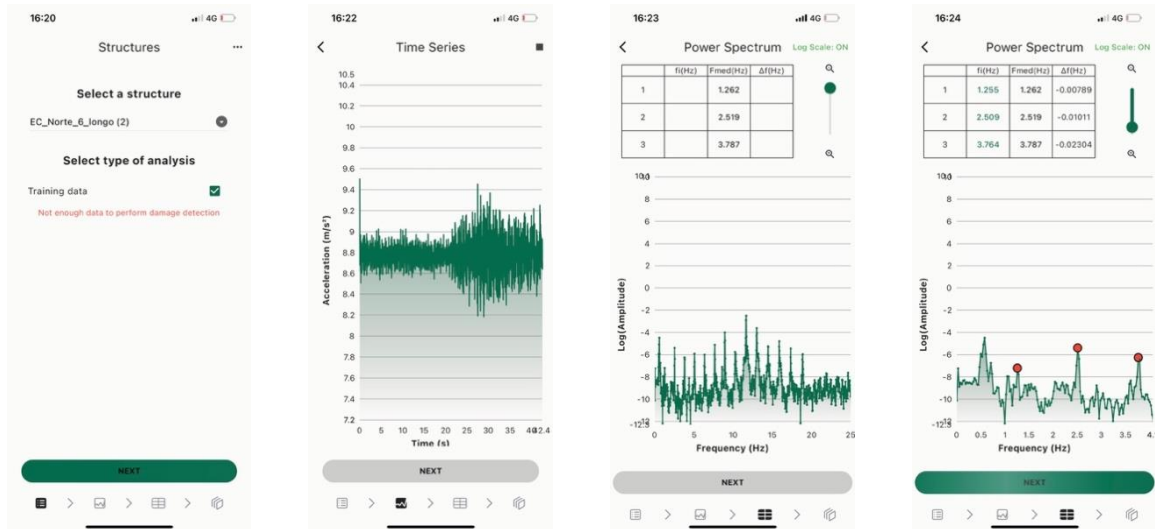 16:20
4G
Structures
...
Select a structure
EC_Norte_6_longo (2)
Select type of analysis
Training data
Not enough data to perform damage detection
NEXT
16:22
4G
Time Series
Acceleration (m/s²)
10.5
10.4
10.2
10
9.8
9.6
9.4
9.2
9
8.8
8.6
8.4
8.2
8
7.8
7.6
7.4
7.2
0 5 10 15 20 25 30 35 40 42.4
Time (s)
NEXT
16:23
4G
Power Spectrum
Log Scale: ON
fi(Hz) Fmed(Hz) Δf(Hz)
1 1.262
2 2.519
3 3.787
Log(Amplitude)
10
8
6
4
2
0
-2
-4
-6
-8
-10
-12
-12.5
0 5 10 15 20 25
Frequency (Hz)
NEXT
16:24
4G
Power Spectrum
Log Scale: ON
fi(Hz) Fmed(Hz) Δf(Hz)
1 1.255 1.262 -0.00789
2 2.509 2.519 -0.01011
3 3.764 3.787 -0.02304
Log(Amplitude)
10
8
6
4
2
0
-2
-4
-6
-8
-10
-12
0 0.5 1 1.5 2 2.5 3 3.5
Frequency (Hz)
NEXT